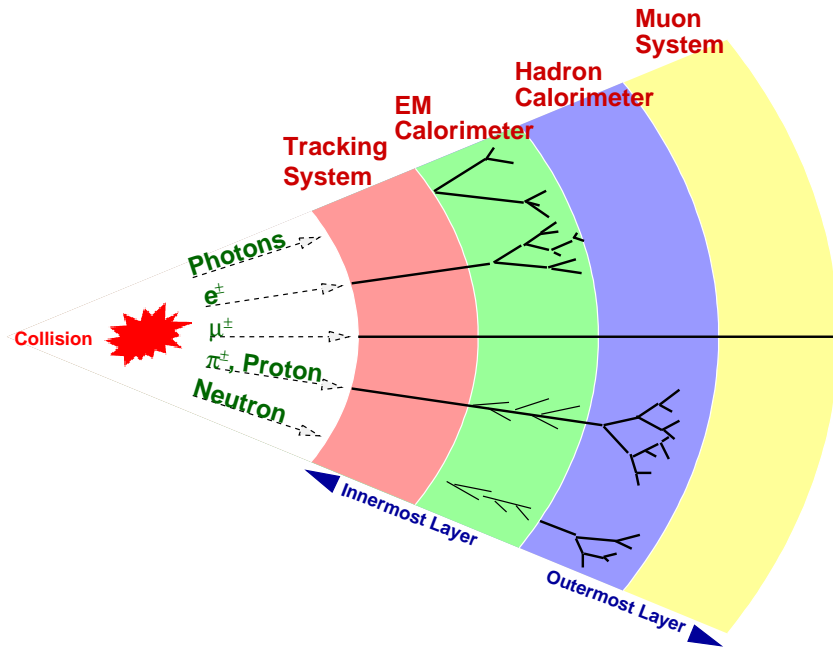 Muon
System
Hadron
Calorimeter
EM
Calorimeter
Tracking
System
Photons
e±
μ±
π±, Proton
Neutron
Collision
Innermost Layer
Outermost Layer